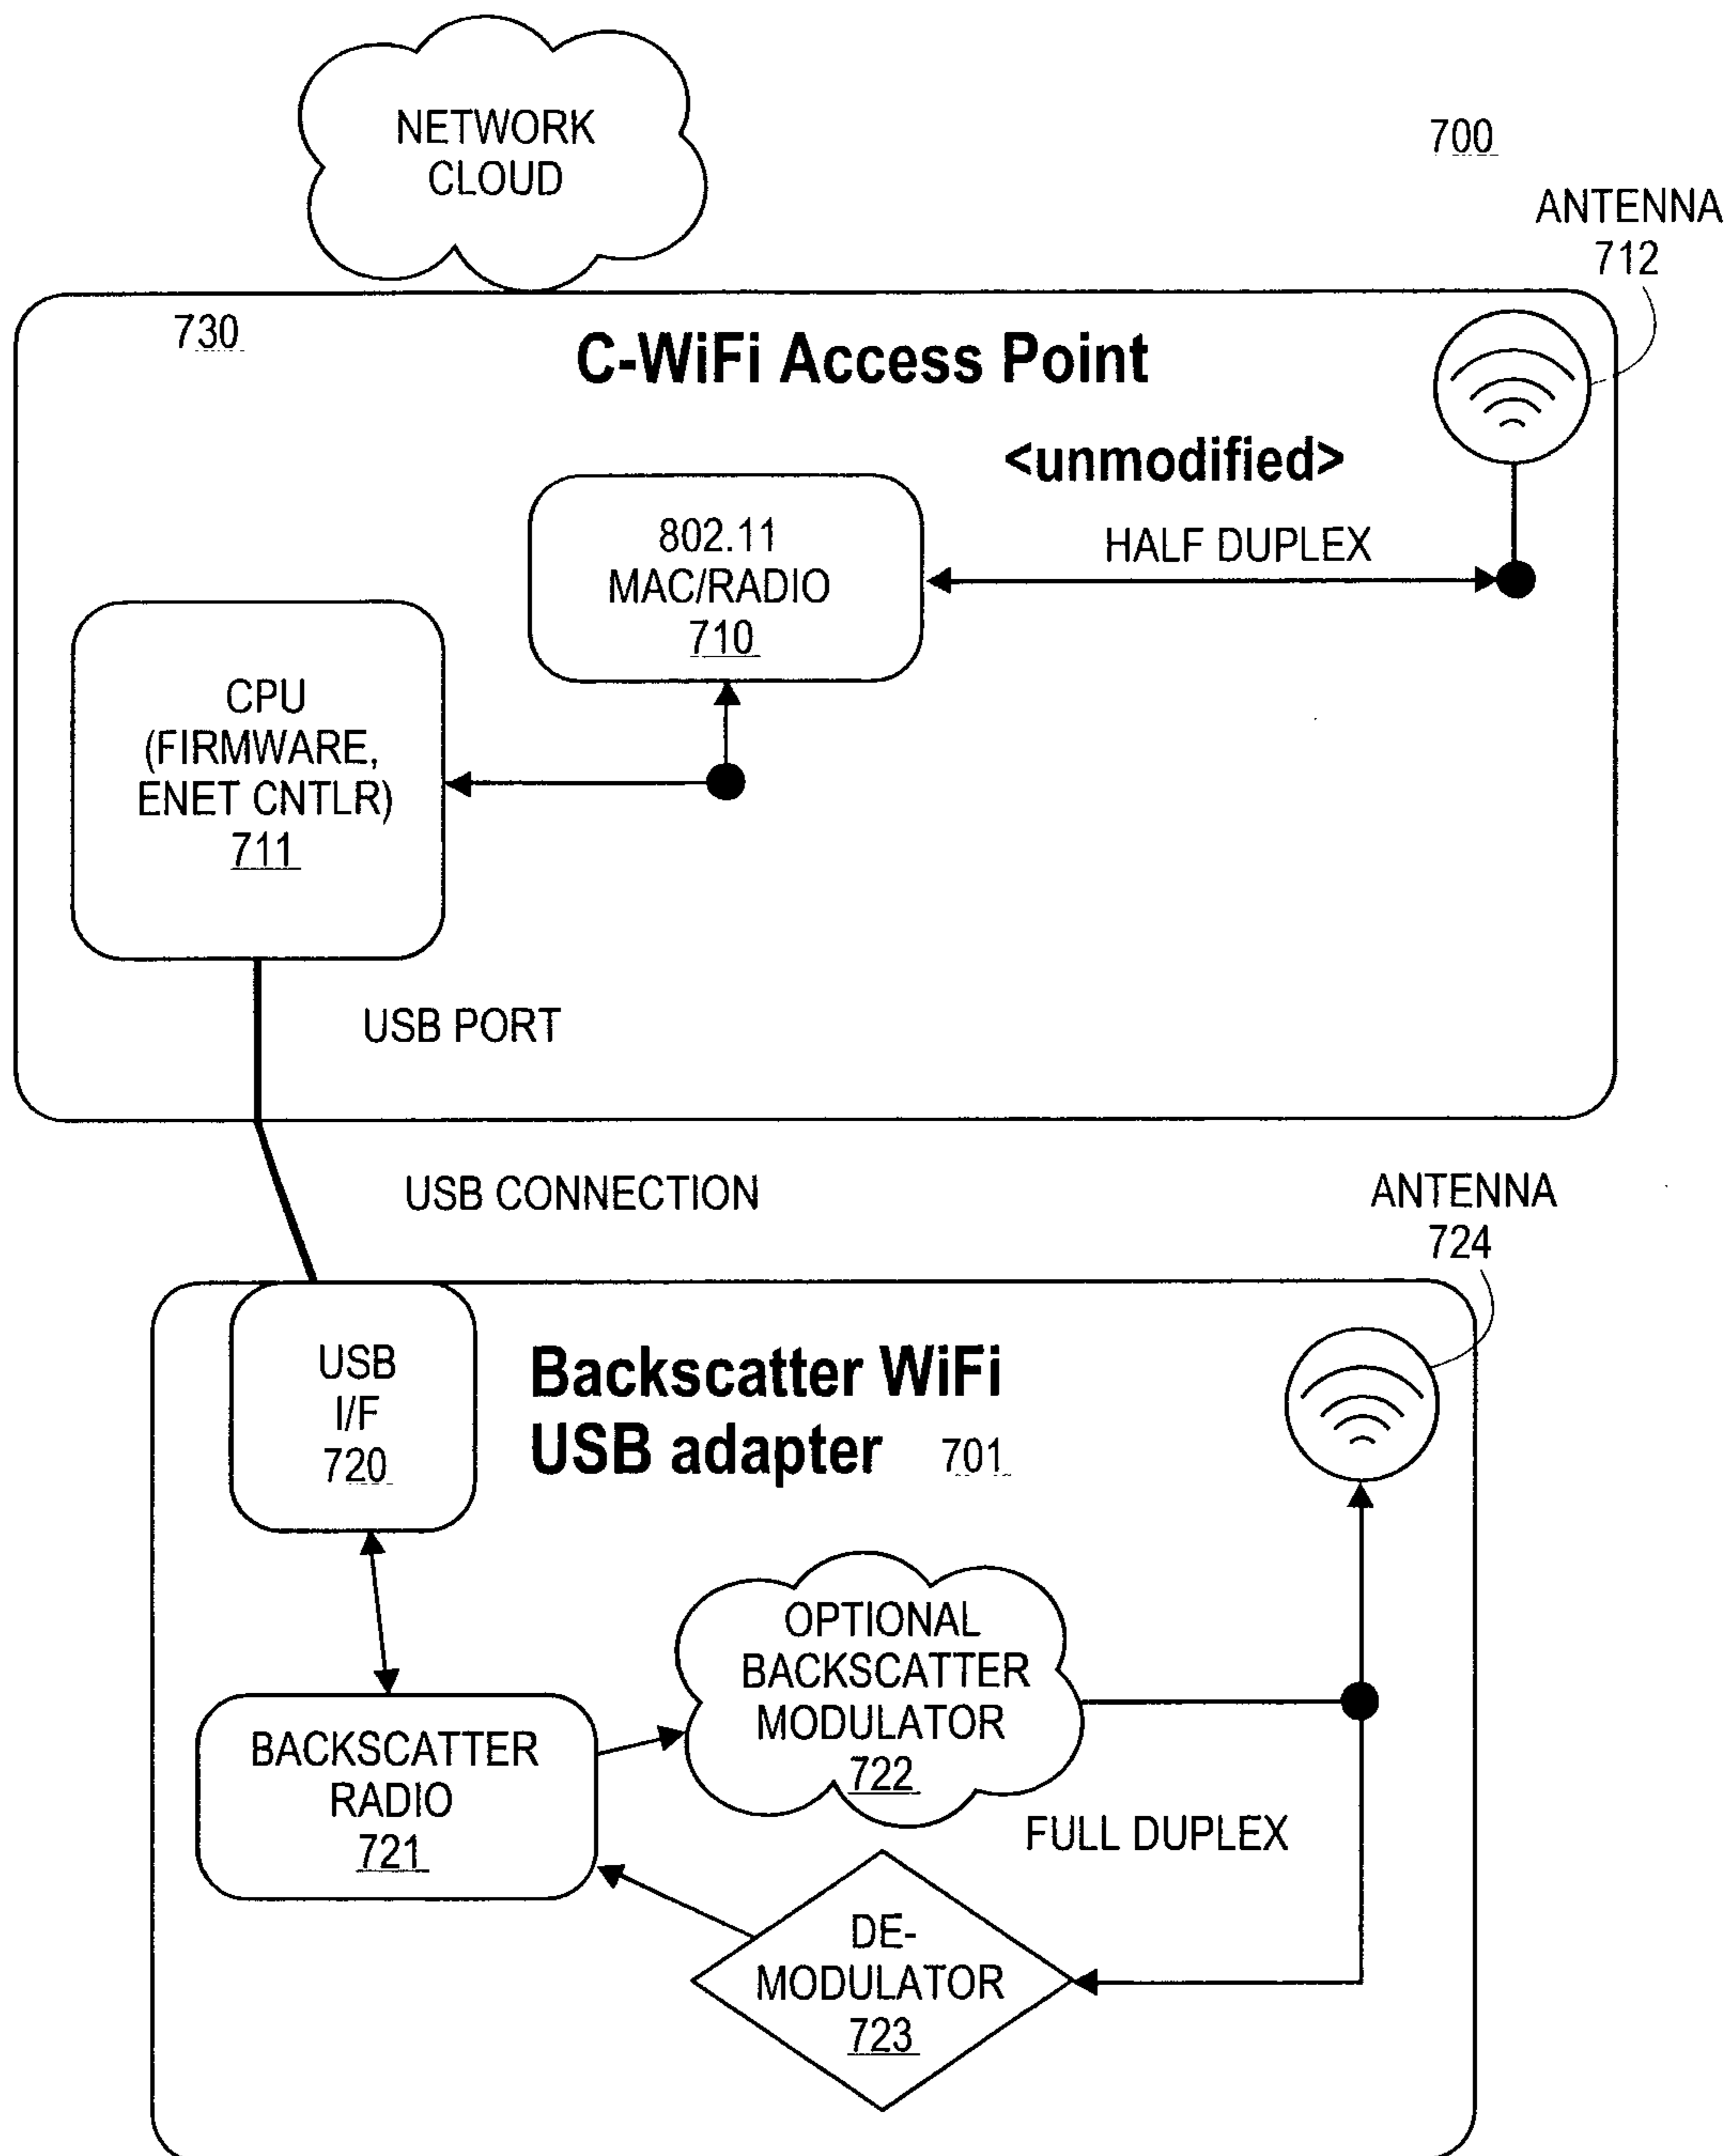 NETWORK
CLOUD
700
ANTENNA
712
730
C-WiFi Access Point
<unmodified>
802.11
MAC/RADIO
710
HALF DUPLEX
CPU
(FIRMWARE,
ENET CNTLR)
711
USB PORT
USB CONNECTION
ANTENNA
724
USB
I/F
720
Backscatter WiFi
USB adapter 701
OPTIONAL
BACKSCATTER
MODULATOR
722
BACKSCATTER
RADIO
721
FULL DUPLEX
DE-
MODULATOR
723